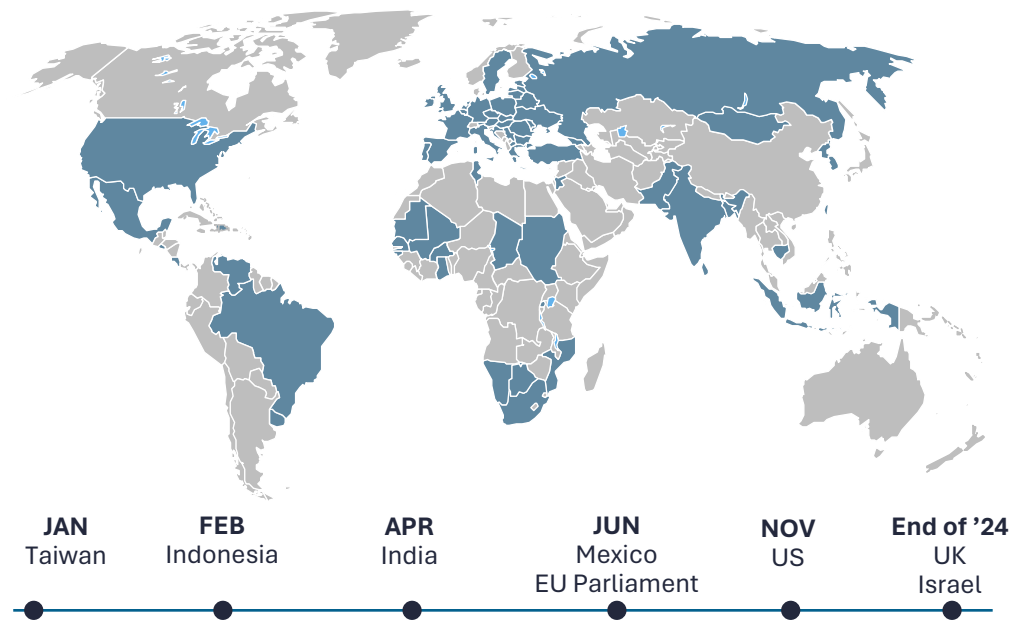 JAN
Taiwan
FEB
Indonesia
APR
India
JUN
Mexico
EU Parliament
NOV
US
End of ’24
UK
Israel